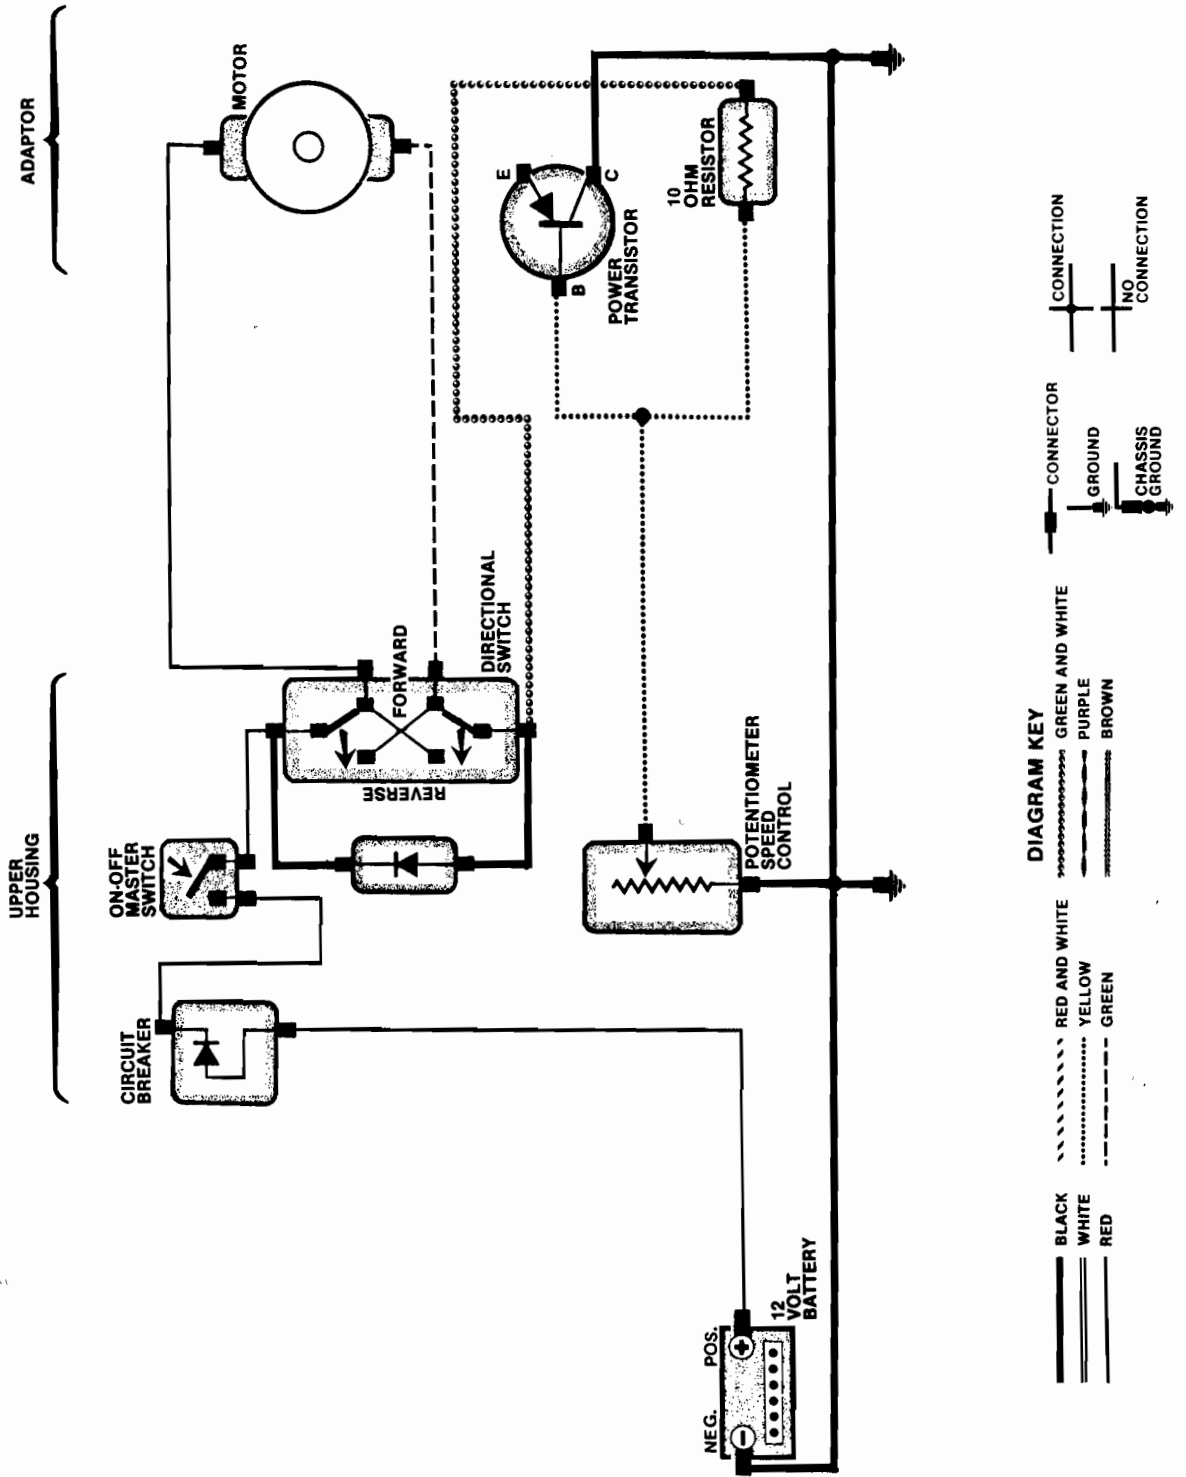 UPPER
HOUSING
ADAPTOR
CIRCUIT
BREAKER
ON-OFF
MASTER
SWITCH
MOTOR
REVERSE
FORWARD
DIRECTIONAL
SWITCH
E
B
C
POWER
TRANSISTOR
10
OHM
RESISTOR
POTENTIOMETER
SPEED
CONTROL
NEG.
POS.
12
VOLT
BATTERY
DIAGRAM KEY
BLACK
WHITE
RED
RED AND WHITE
YELLOW
GREEN
GREEN AND WHITE
PURPLE
BROWN
CONNECTOR
GROUND
CHASSIS
GROUND
CONNECTION
NO
CONNECTION